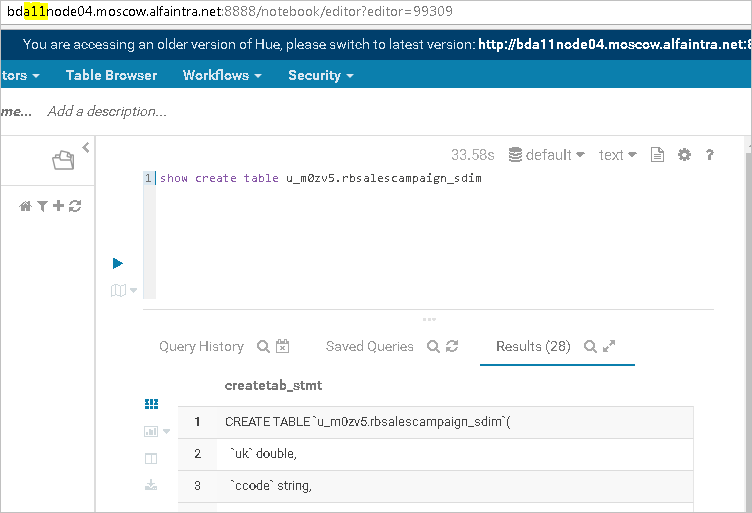 bda11node04.moscow.alfaintra.net:8888/notebook/editor?editor=99309
You are accessing an older version of Hue, please switch to latest version: http://bda11node04.moscow.alfaintra.net:8
tors Table Browser Workflows Security
me... Add a description...
33.58s default text ?
1 show create table u_m0zv5.rbsalescampaign_sdim
Query History Saved Queries Results (28)
createtab_stmt
1 CREATE TABLE `u_m0zv5.rbsalescampaign_sdim`(
2 `uk` double,
3 `ccode` string,